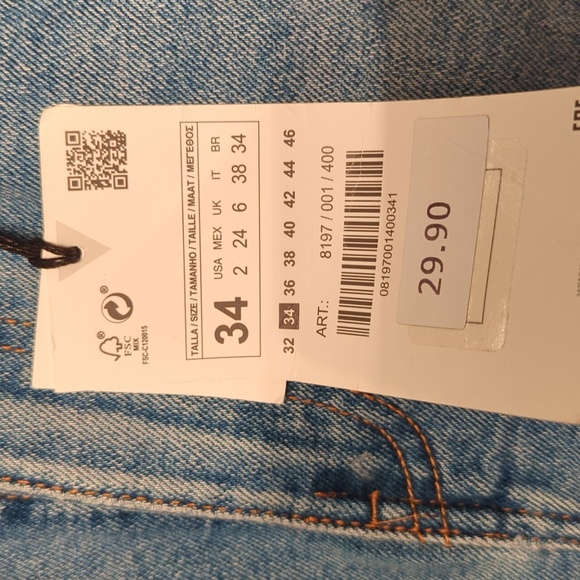 TALLA / SIZE / TAMANHO / TAILLE / MAAT / ΜΕΓΕΘΟΣ
34
USA MEX UK IT BR
2 24 6 38 34
32 34 36 38 40 42 44 46
ART.: 8197 / 001 / 400
08197001400341
29.90
FSC
MIX
FSC-C120015